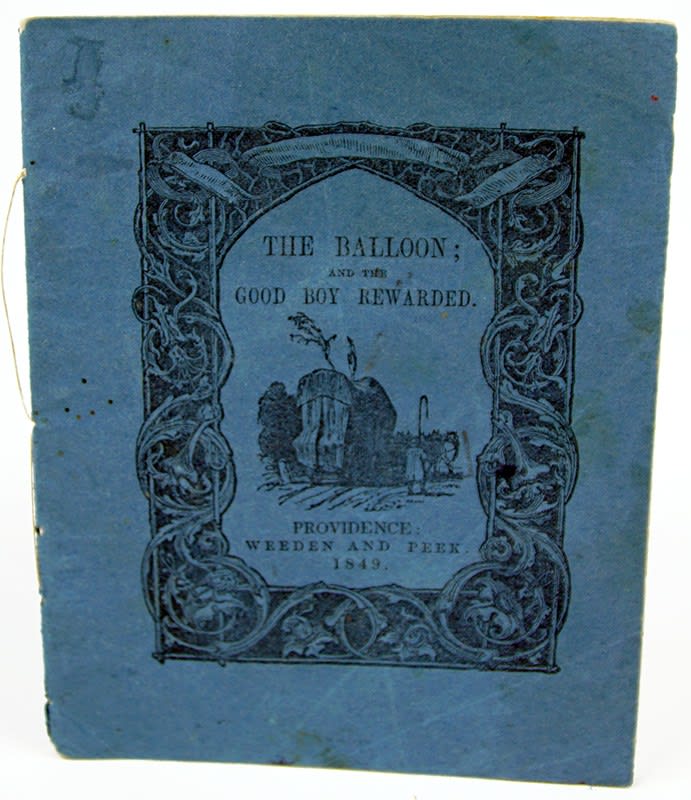 THE BALLOON;
AND THE
GOOD BOY REWARDED.
PROVIDENCE:
WEEDEN AND PEEK.
1849.